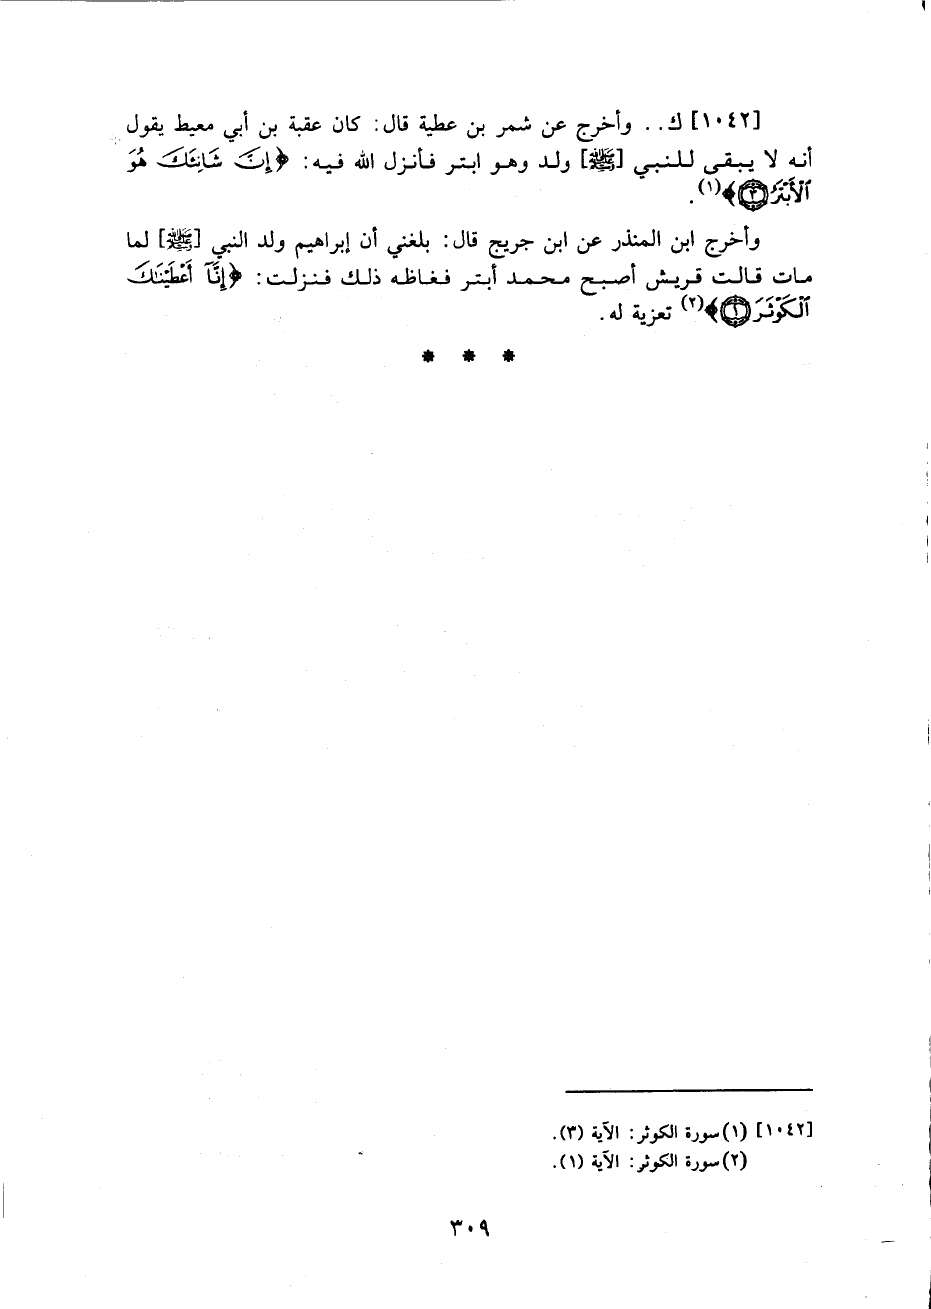 [١٠٤٢] ك.. وأخرج عن شمر بن عطية قال: كان عقبة بن أبي معيط يقول
أنه لا يبقى للنبي [ﷺ] ولد وهو ابتر فأنزل الله فيه: ﴿إِنَّ شَانِئَكَ هُوَ
ٱلْأَبْتَرُ ٣﴾(١).
وأخرج ابن المنذر عن ابن جريج قال: بلغني أن إبراهيم ولد النبي [ﷺ] لما
مات قالت قريش أصبح محمد أبتر فغاظه ذلك فنزلت: ﴿إِنَّآ أَعْطَيْنَٰكَ
ٱلْكَوْثَرَ ١﴾(٢) تعزية له.
* * *
[١٠٤٢] (١) سورة الكوثر: الآية (٣).
(٢) سورة الكوثر: الآية (١).
٣٠٩